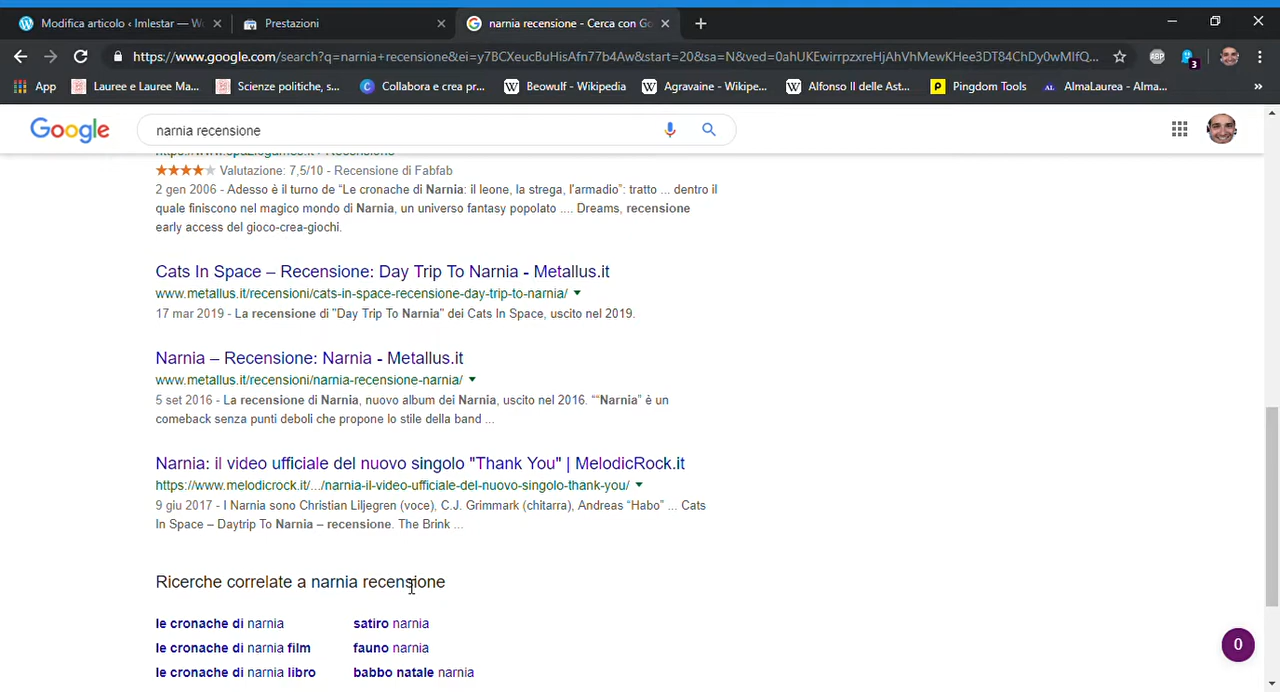 Modifica articolo ‹ Imlestar — W
Prestazioni
narnia recensione - Cerca con Go
https://www.google.com/search?q=narnia+recensione&ei=y7BCXeucBuHisAfn77b4Aw&start=20&sa=N&ved=0ahUKEwirrpzxreHjAhVhMewKHee3DT84ChDy0wMIfQ...
ABP
3
App
Lauree e Lauree Ma...
Scienze politiche, s...
Collabora e crea pr...
Beowulf - Wikipedia
Agravaine - Wikipe...
Alfonso II delle Ast...
Pingdom Tools
AL
AlmaLaurea - Alma...
Google
narnia recensione
Valutazione: 7,5/10 - Recensione di Fabfab
2 gen 2006 - Adesso è il turno de “Le cronache di Narnia: il leone, la strega, l'armadio”: tratto ... dentro il
quale finiscono nel magico mondo di Narnia, un universo fantasy popolato .... Dreams, recensione
early access del gioco-crea-giochi.
Cats In Space – Recensione: Day Trip To Narnia - Metallus.it
www.metallus.it/recensioni/cats-in-space-recensione-day-trip-to-narnia/
17 mar 2019 - La recensione di "Day Trip To Narnia" dei Cats In Space, uscito nel 2019.
Narnia – Recensione: Narnia - Metallus.it
www.metallus.it/recensioni/narnia-recensione-narnia/
5 set 2016 - La recensione di Narnia, nuovo album dei Narnia, uscito nel 2016. ““Narnia” è un
comeback senza punti deboli che propone lo stile della band ...
Narnia: il video ufficiale del nuovo singolo "Thank You" | MelodicRock.it
https://www.melodicrock.it/.../narnia-il-video-ufficiale-del-nuovo-singolo-thank-you/
9 giu 2017 - I Narnia sono Christian Liljegren (voce), C.J. Grimmark (chitarra), Andreas “Habo” ... Cats
In Space – Daytrip To Narnia – recensione. The Brink ...
Ricerche correlate a narnia recensione
le cronache di narnia
satiro narnia
le cronache di narnia film
fauno narnia
le cronache di narnia libro
babbo natale narnia
0